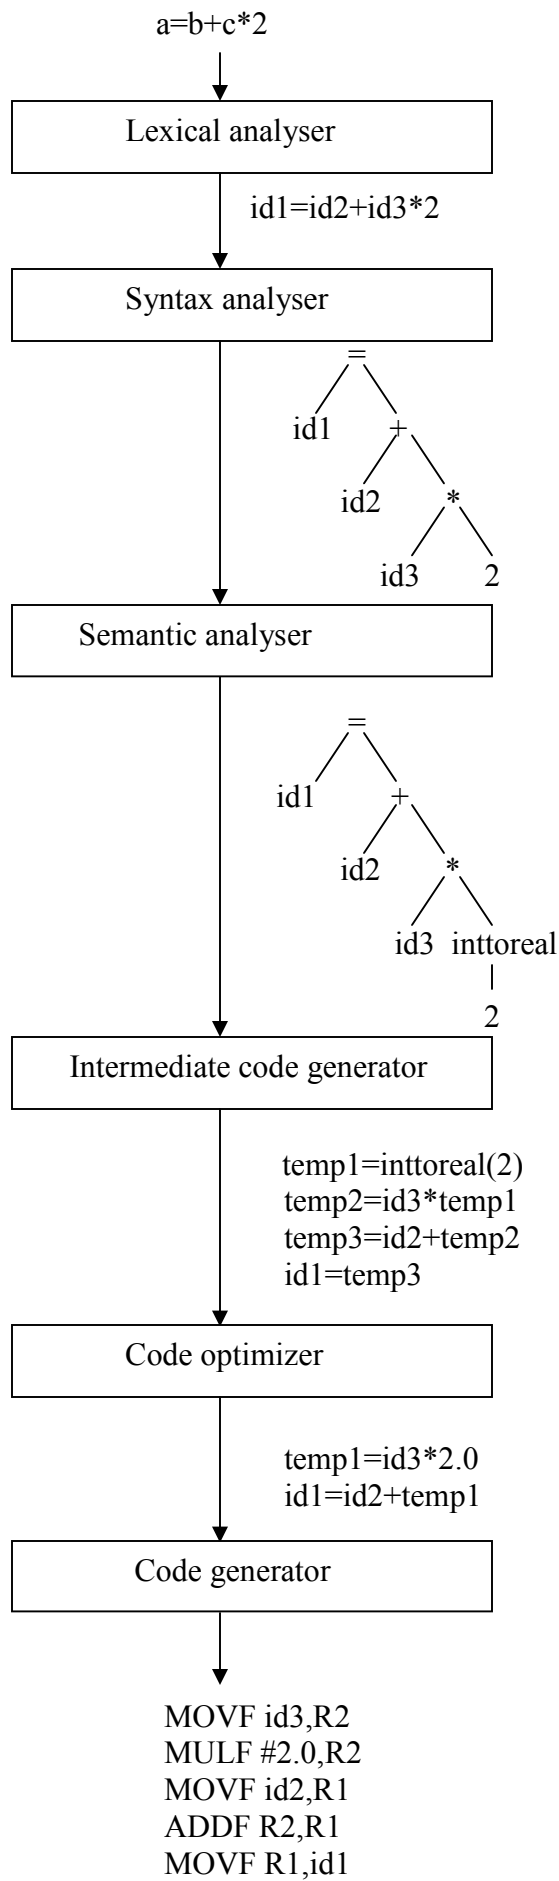 a=b+c*2
Lexical analyser
id1=id2+id3*2
Syntax analyser
=
id1 +
id2 *
id3 2
Semantic analyser
=
id1 +
id2 *
id3 inttoreal
2
Intermediate code generator
temp1=inttoreal(2)
temp2=id3*temp1
temp3=id2+temp2
id1=temp3
Code optimizer
temp1=id3*2.0
id1=id2+temp1
Code generator
MOVF id3,R2
MULF #2.0,R2
MOVF id2,R1
ADDF R2,R1
MOVF R1,id1